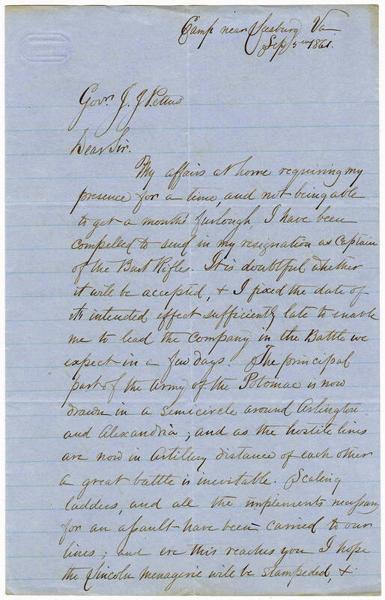 Camp near Leesburg Va
Sep 5th 1861.
Govr J. J. Pettus
Dear Sir.
My affairs at home requiring my
presence for a time, and not being able
to get a months furlough I have been
compelled to send in my resignation as Captain
of the Burt Rifles. It is doubtful whether
it will be accepted, & I fixed the date of
its intended effect sufficiently late to enable
me to lead the company in the Battle we
expect in a few days. The principal
part of the Army of the Potomac is now
drawn in a semicircle around Arlington
and Alexandria; and as the hostile lines
are now in Artillery distance of each other
a great battle is inevitable. Scaling
ladders, and all the implements necessary
for an assault have been carried to our
lines; and ere this reaches you I hope
the Lincoln menagerie will be stampeded, &